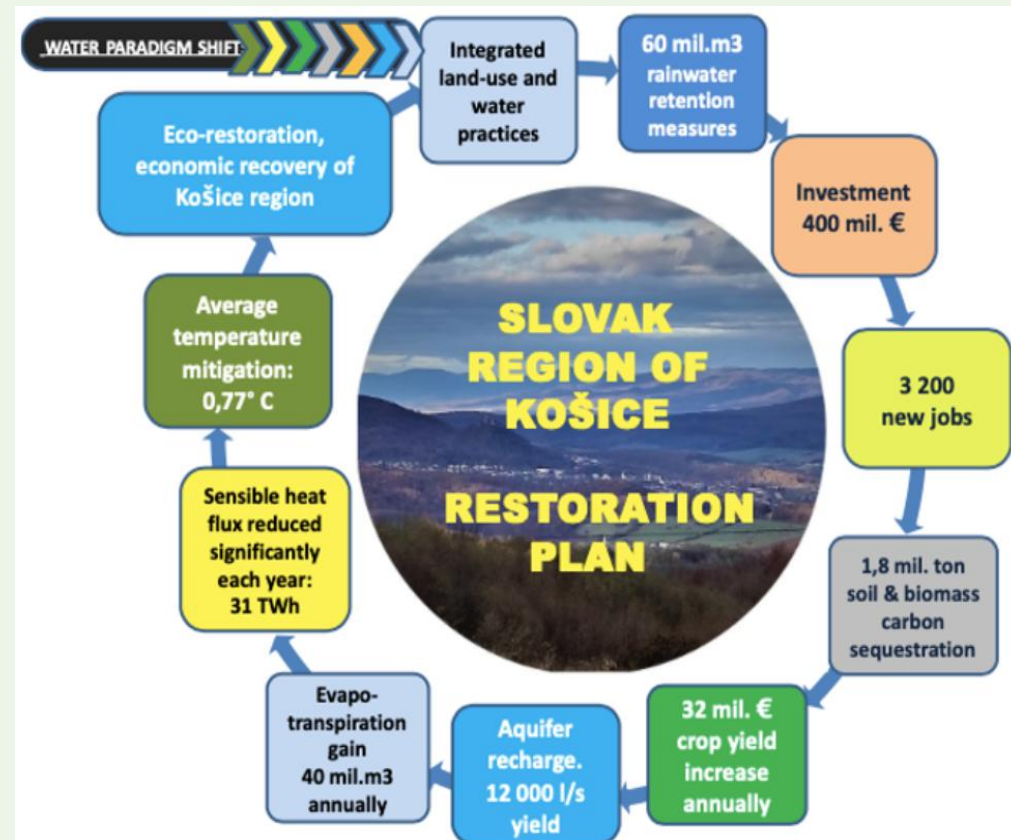 WATER PARADIGM SHIFT
Integrated
land-use and
water
practices
60 mil.m3
rainwater
retention
measures
Investment
400 mil. €
3 200
new jobs
1,8 mil. ton
soil & biomass
carbon
sequestration
32 mil. €
crop yield
increase
annually
Aquifer
recharge.
12 000 l/s
yield
Evapo-
transpiration
gain
40 mil.m3
annually
Sensible heat
flux reduced
significantly
each year:
31 TWh
Average
temperature
mitigation:
0,77° C
Eco-restoration,
economic recovery of
Košice region
SLOVAK
REGION OF
KOŠICE
RESTORATION
PLAN